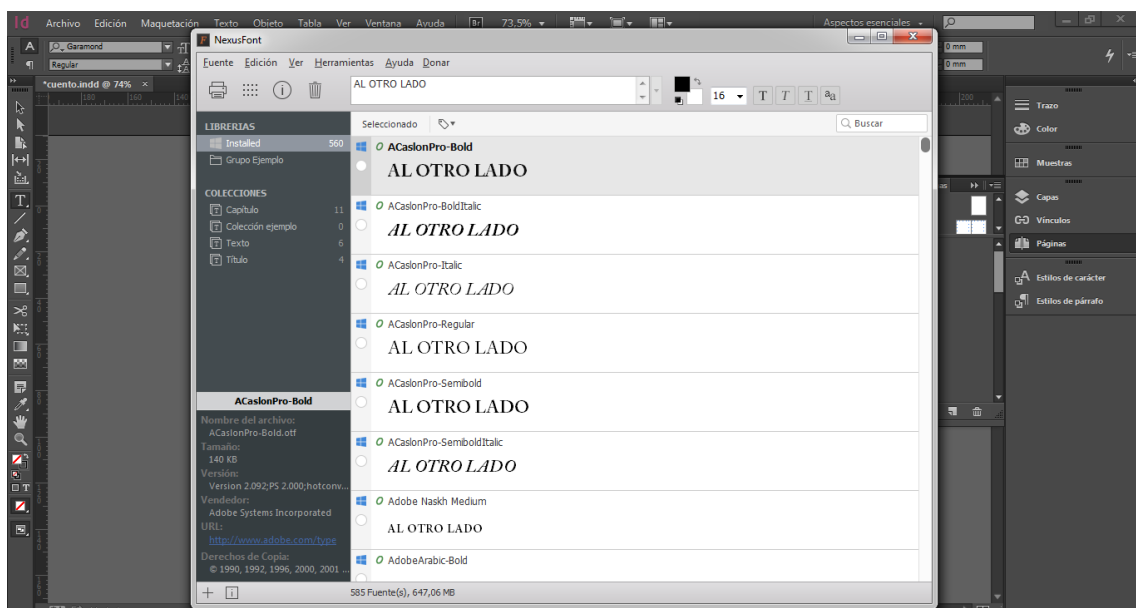 Id Archivo Edición Maquetación Texto Objeto Tabla Ver Ventana Ayuda Br 73,5% Aspectos esenciales
A Garamond
Regular
0 mm
0 mm
*cuento.indd @ 74% ×
180 160 140
200
NexusFont
Fuente Edición Ver Herramientas Ayuda Donar
AL OTRO LADO
16 T T T aa
LIBRERIAS
Installed 560
Grupo Ejemplo
COLECCIONES
Capítulo 11
Colección ejemplo 0
Texto 6
Título 4
ACaslonPro-Bold
Nombre del archivo:
ACaslonPro-Bold.otf
Tamaño:
140 KB
Versión:
Version 2.092;PS 2.000;hotconv...
Vendedor:
Adobe Systems Incorporated
URL:
http://www.adobe.com/type
Derechos de Copia:
© 1990, 1992, 1996, 2000, 2001 ...
Seleccionado
Buscar
O ACaslonPro-Bold
AL OTRO LADO
O ACaslonPro-BoldItalic
AL OTRO LADO
O ACaslonPro-Italic
AL OTRO LADO
O ACaslonPro-Regular
AL OTRO LADO
O ACaslonPro-Semibold
AL OTRO LADO
O ACaslonPro-SemiboldItalic
AL OTRO LADO
O Adobe Naskh Medium
AL OTRO LADO
O AdobeArabic-Bold
585 Fuente(s), 647,06 MB
Trazo
Color
Muestras
Capas
Vínculos
Páginas
Estilos de carácter
Estilos de párrafo